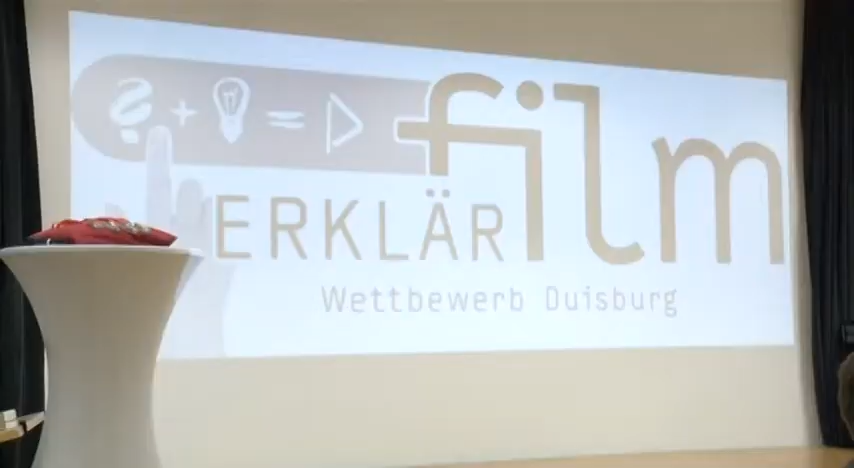 ? + =
film
ERKLÄR
Wettbewerb Duisburg